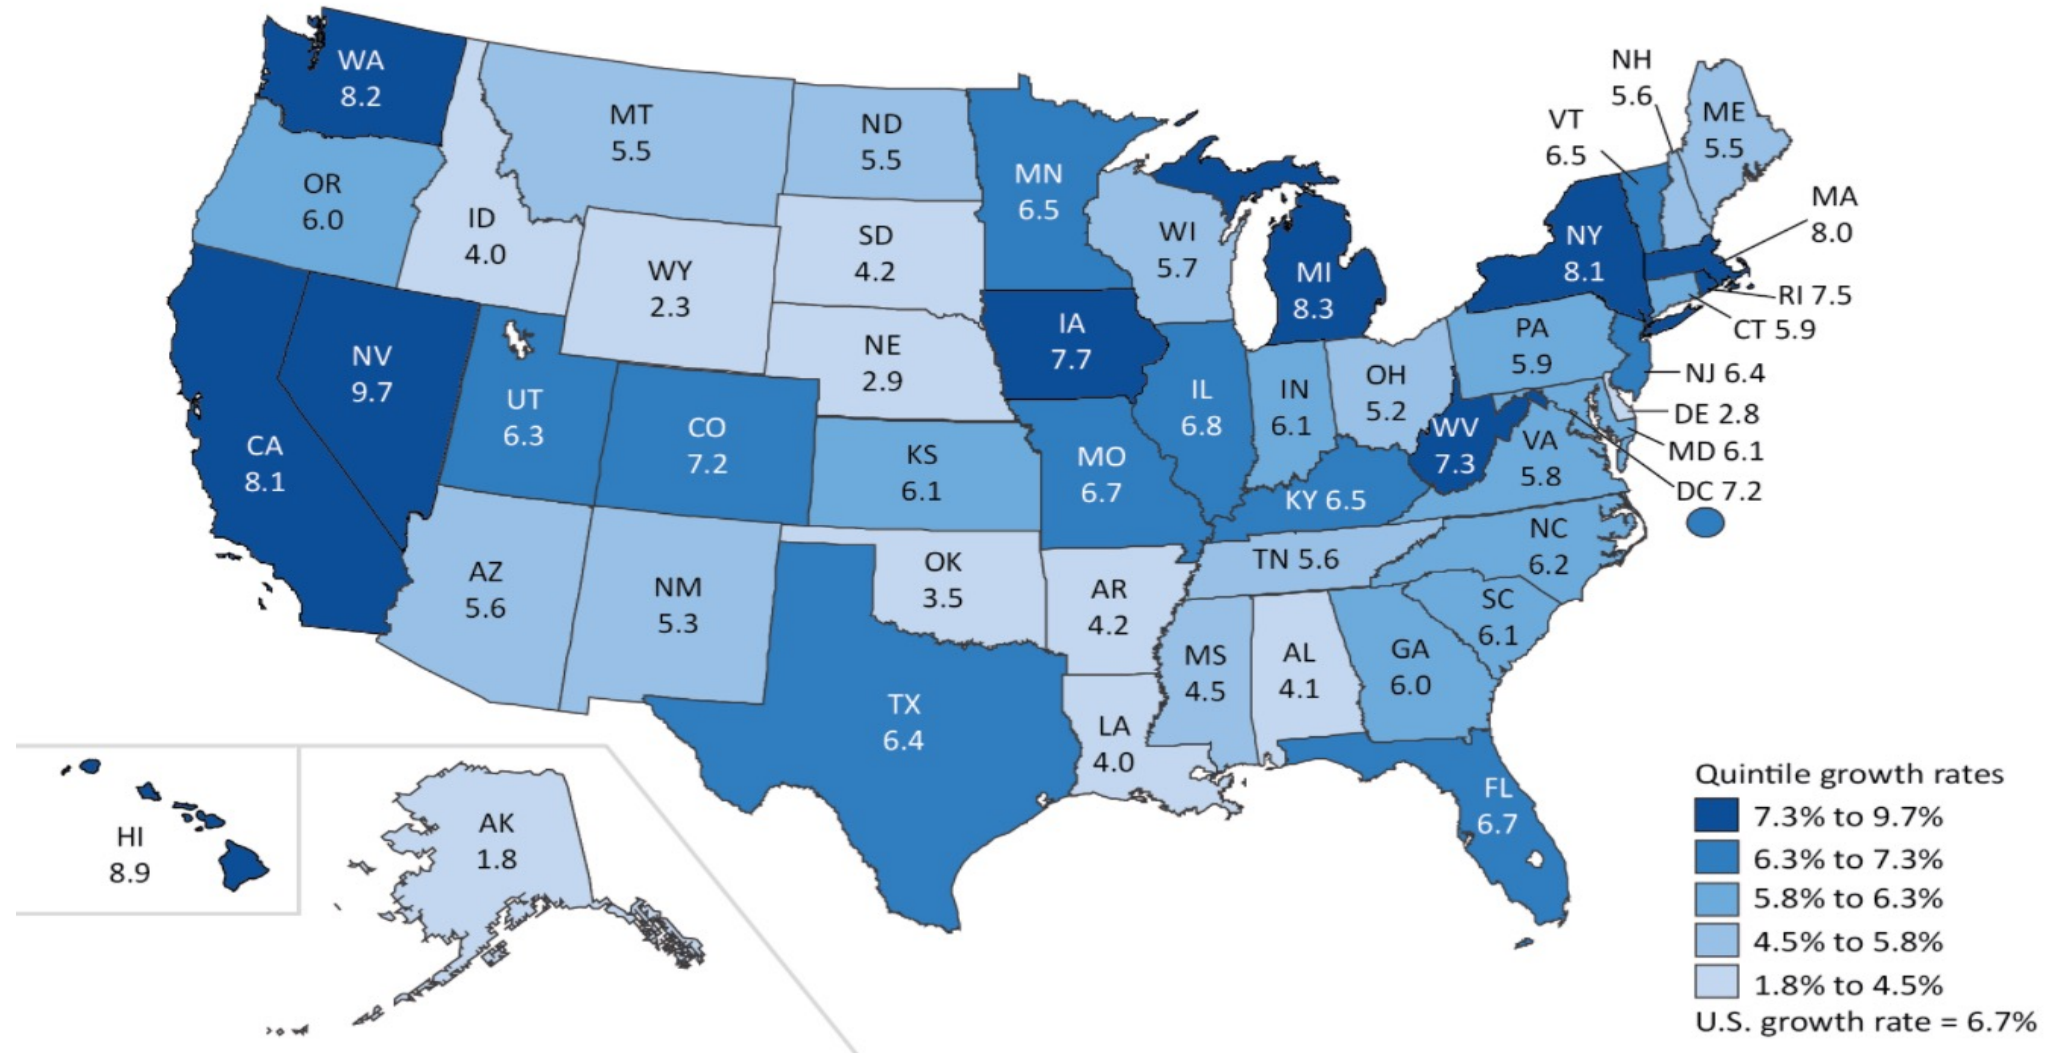 WA
8.2
MT
5.5
ND
5.5
MN
6.5
OR
6.0
ID
4.0
SD
4.2
WY
2.3
WI
5.7
MI
8.3
NH
5.6
ME
5.5
VT
6.5
MA
8.0
NY
8.1
RI 7.5
CT 5.9
PA
5.9
NJ 6.4
DE 2.8
MD 6.1
DC 7.2
NV
9.7
CA
8.1
UT
6.3
CO
7.2
NE
2.9
IA
7.7
KS
6.1
MO
6.7
IL
6.8
IN
6.1
OH
5.2
WV
7.3
VA
5.8
KY 6.5
NC
6.2
TN 5.6
SC
6.1
AZ
5.6
NM
5.3
OK
3.5
AR
4.2
MS
4.5
AL
4.1
GA
6.0
TX
6.4
LA
4.0
FL
6.7
HI
8.9
AK
1.8
Quintile growth rates
7.3% to 9.7%
6.3% to 7.3%
5.8% to 6.3%
4.5% to 5.8%
1.8% to 4.5%
U.S. growth rate = 6.7%